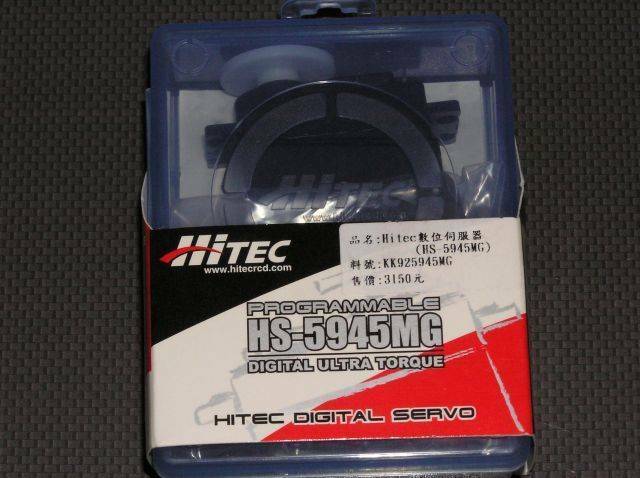 HITEC
HITEC
www.hitecrcd.com
品名:Hitec數位伺服器
(HS-5945MG)
料號:KK925945MG
售價:3150元
PROGRAMMABLE
HS-5945MG
DIGITAL ULTRA TORQUE
HITEC DIGITAL SERVO